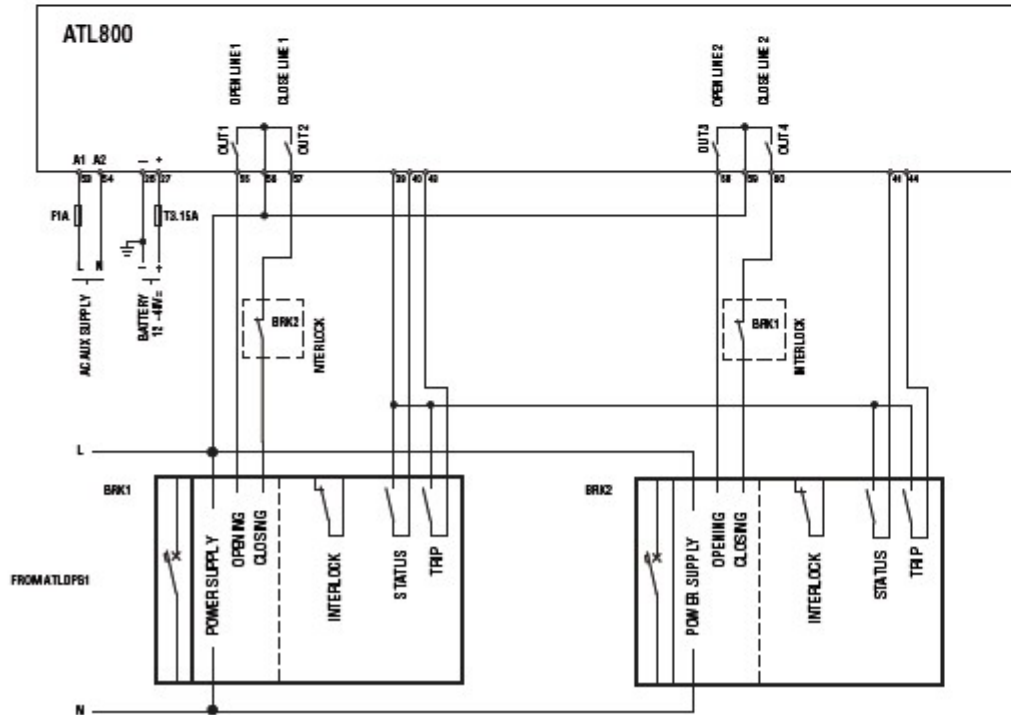 ATL800
OPEN LINE 1
CLOSE LINE 1
OPEN LINE 2
CLOSE LINE 2
OUT1
OUT2
OUT3
OUT4
A1 A2 – +
53 54 26 27 55 56 57 39 40 43 58 59 60 41 44
F1A
T3.15A
L N – +
AC AUX SUPPLY
BATTERY
12 -48V=
BRK2
NTERLOCK
BRK1
INTERLOCK
L
BRK1
BRK2
POWER SUPPLY
OPENING
CLOSING
INTERLOCK
STATUS
TRIP
POWER SUPPLY
OPENING
CLOSING
INTERLOCK
STATUS
TRIP
FROM ATLDPS1
N